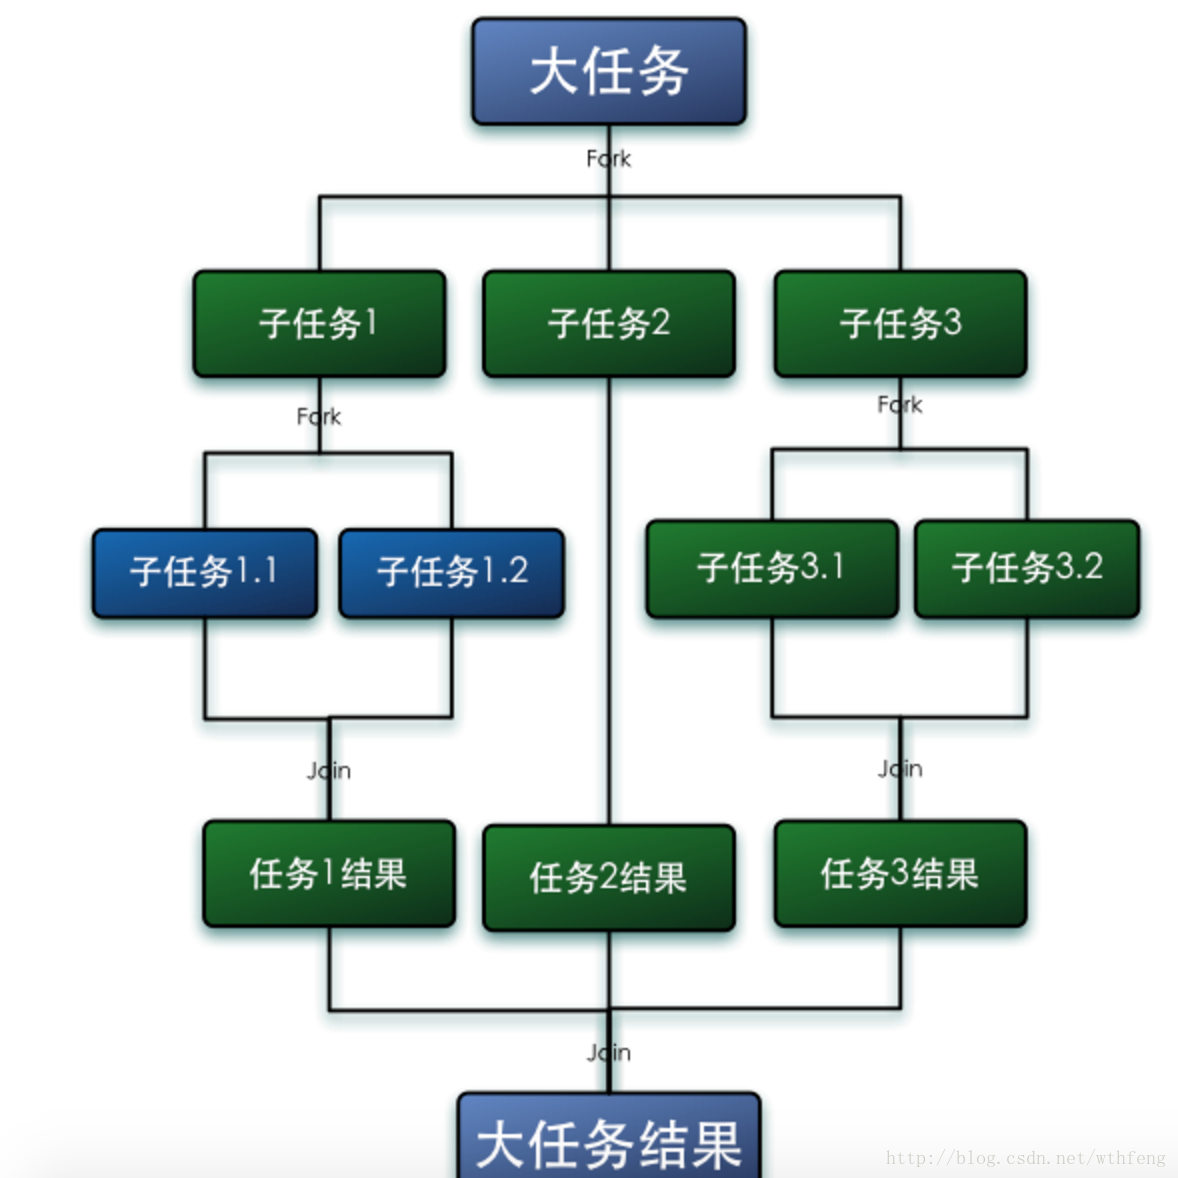 大任务
Fork
子任务1
子任务2
子任务3
Fork
Fork
子任务1.1
子任务1.2
子任务3.1
子任务3.2
Join
Join
任务1结果
任务2结果
任务3结果
Join
大任务结果
http://blog.csdn.net/wthfeng